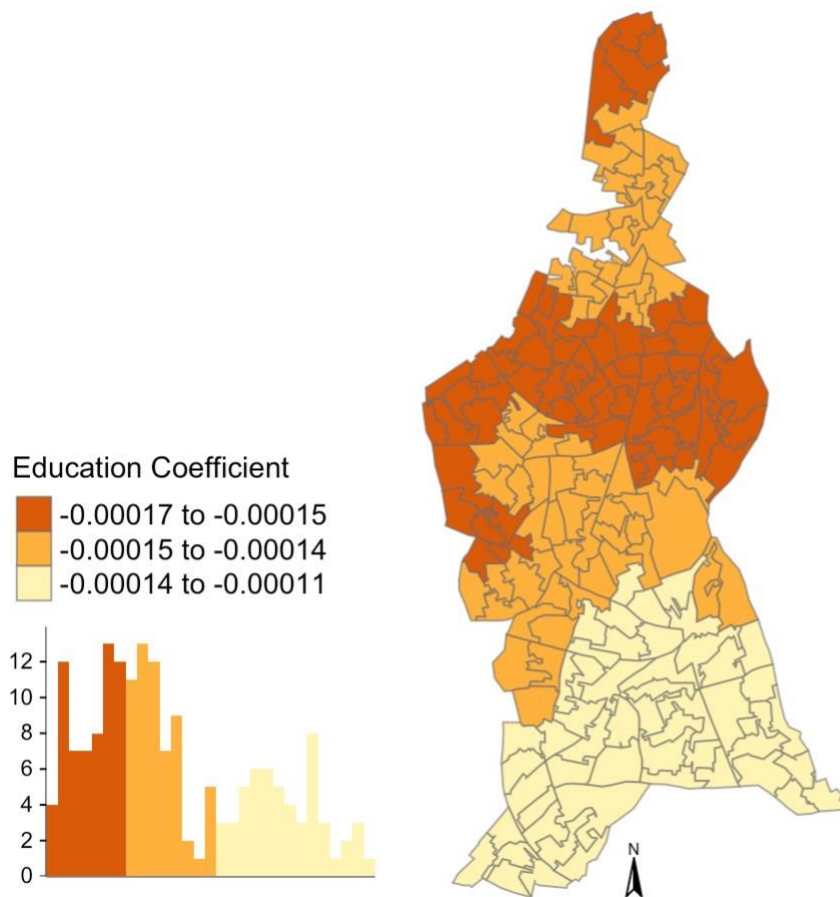 Education Coefficient
-0.00017 to -0.00015
-0.00015 to -0.00014
-0.00014 to -0.00011
12
10
8
6
4
2
0
N